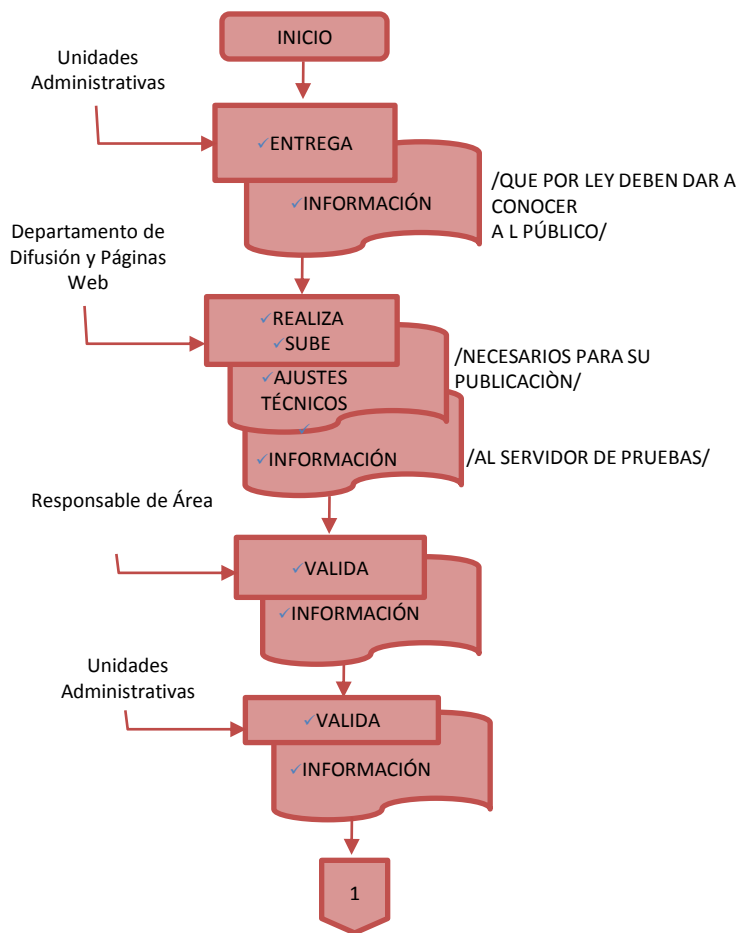 INICIO
Unidades
Administrativas
✓ENTREGA
✓INFORMACIÓN
/QUE POR LEY DEBEN DAR A
CONOCER
A L PÚBLICO/
Departamento de
Difusión y Páginas
Web
✓REALIZA
✓SUBE
✓AJUSTES
TÉCNICOS
✓
/NECESARIOS PARA SU
PUBLICACIÒN/
✓INFORMACIÓN
/AL SERVIDOR DE PRUEBAS/
Responsable de Área
✓VALIDA
✓INFORMACIÓN
Unidades
Administrativas
✓VALIDA
✓INFORMACIÓN
1